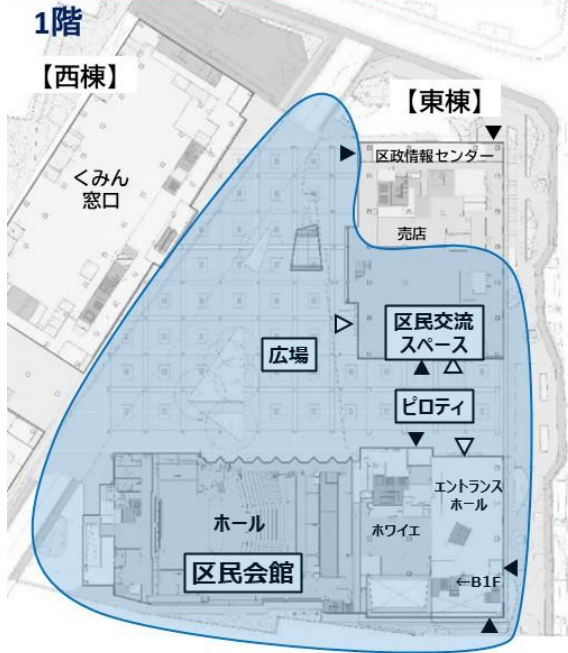 1階
【西棟】
【東棟】
区政情報センター
くみん
窓口
売店
区民交流
スペース
広場
ピロティ
エントランス
ホール
ホール
ホワイエ
区民会館
←B1F